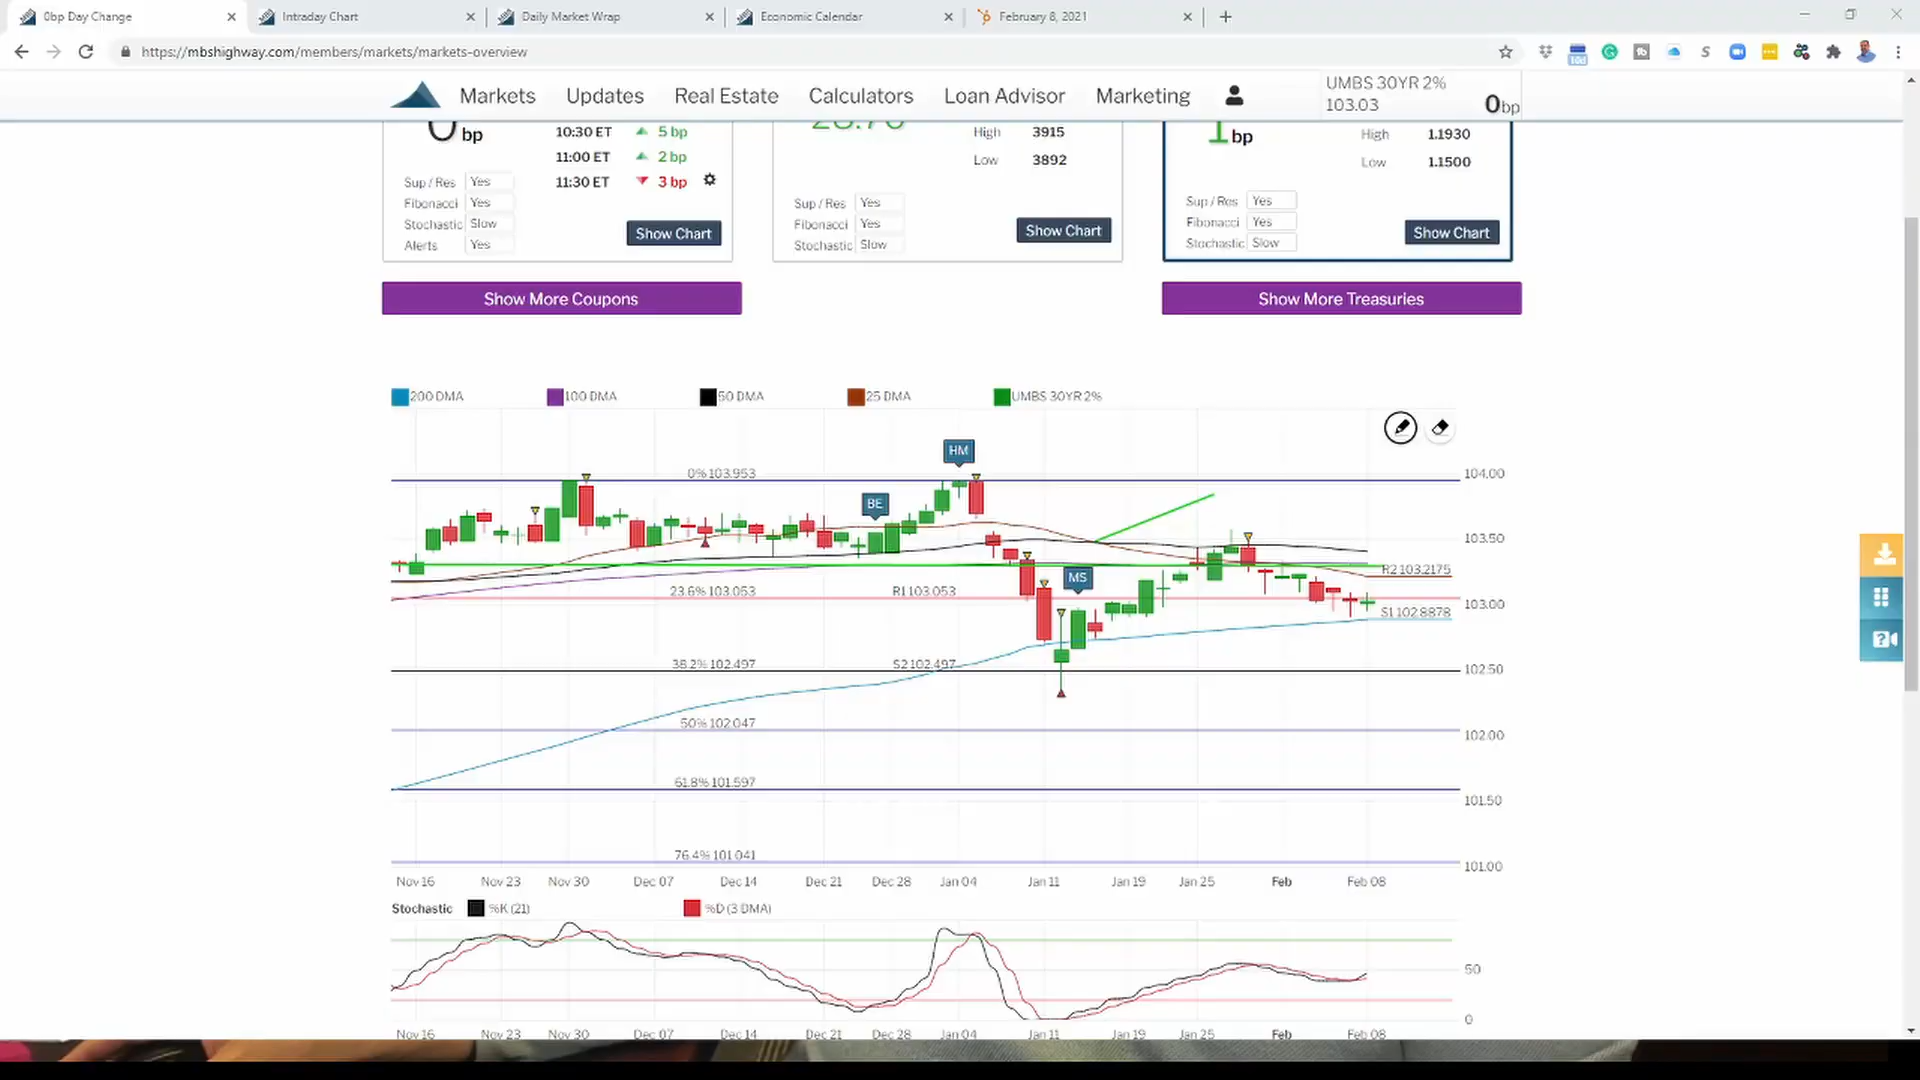 0bp Day Change
Intraday Chart
Daily Market Wrap
Economic Calendar
February 8, 2021
https://mbshighway.com/members/markets/markets-overview
Markets
Updates
Real Estate
Calculators
Loan Advisor
Marketing
UMBS 30YR 2%
103.03
0bp
0 bp
10:30 ET 5 bp
11:00 ET 2 bp
11:30 ET 3 bp
Sup / Res Yes
Fibonacci Yes
Stochastic Slow
Alerts Yes
Show Chart
High 3915
Low 3892
Sup / Res Yes
Fibonacci Yes
Stochastic Slow
Show Chart
1 bp
High 1.1930
Low 1.1500
Sup / Res Yes
Fibonacci Yes
Stochastic Slow
Show Chart
Show More Coupons
Show More Treasuries
200 DMA
100 DMA
50 DMA
25 DMA
UMBS 30YR 2%
HM
BE
MS
0% 103.953
23.6% 103.053
R1 103.053
38.2% 102.497
S2 102.497
50% 102.047
61.8% 101.597
76.4% 101.041
R2 103.2175
S1 102.8878
104.00
103.50
103.00
102.50
102.00
101.50
101.00
Nov 16
Nov 23
Nov 30
Dec 07
Dec 14
Dec 21
Dec 28
Jan 04
Jan 11
Jan 19
Jan 25
Feb
Feb 08
Stochastic
%K (21)
%D (3 DMA)
50
0
Nov 16
Nov 23
Nov 30
Dec 07
Dec 14
Dec 21
Dec 28
Jan 04
Jan 11
Jan 19
Jan 25
Feb
Feb 08